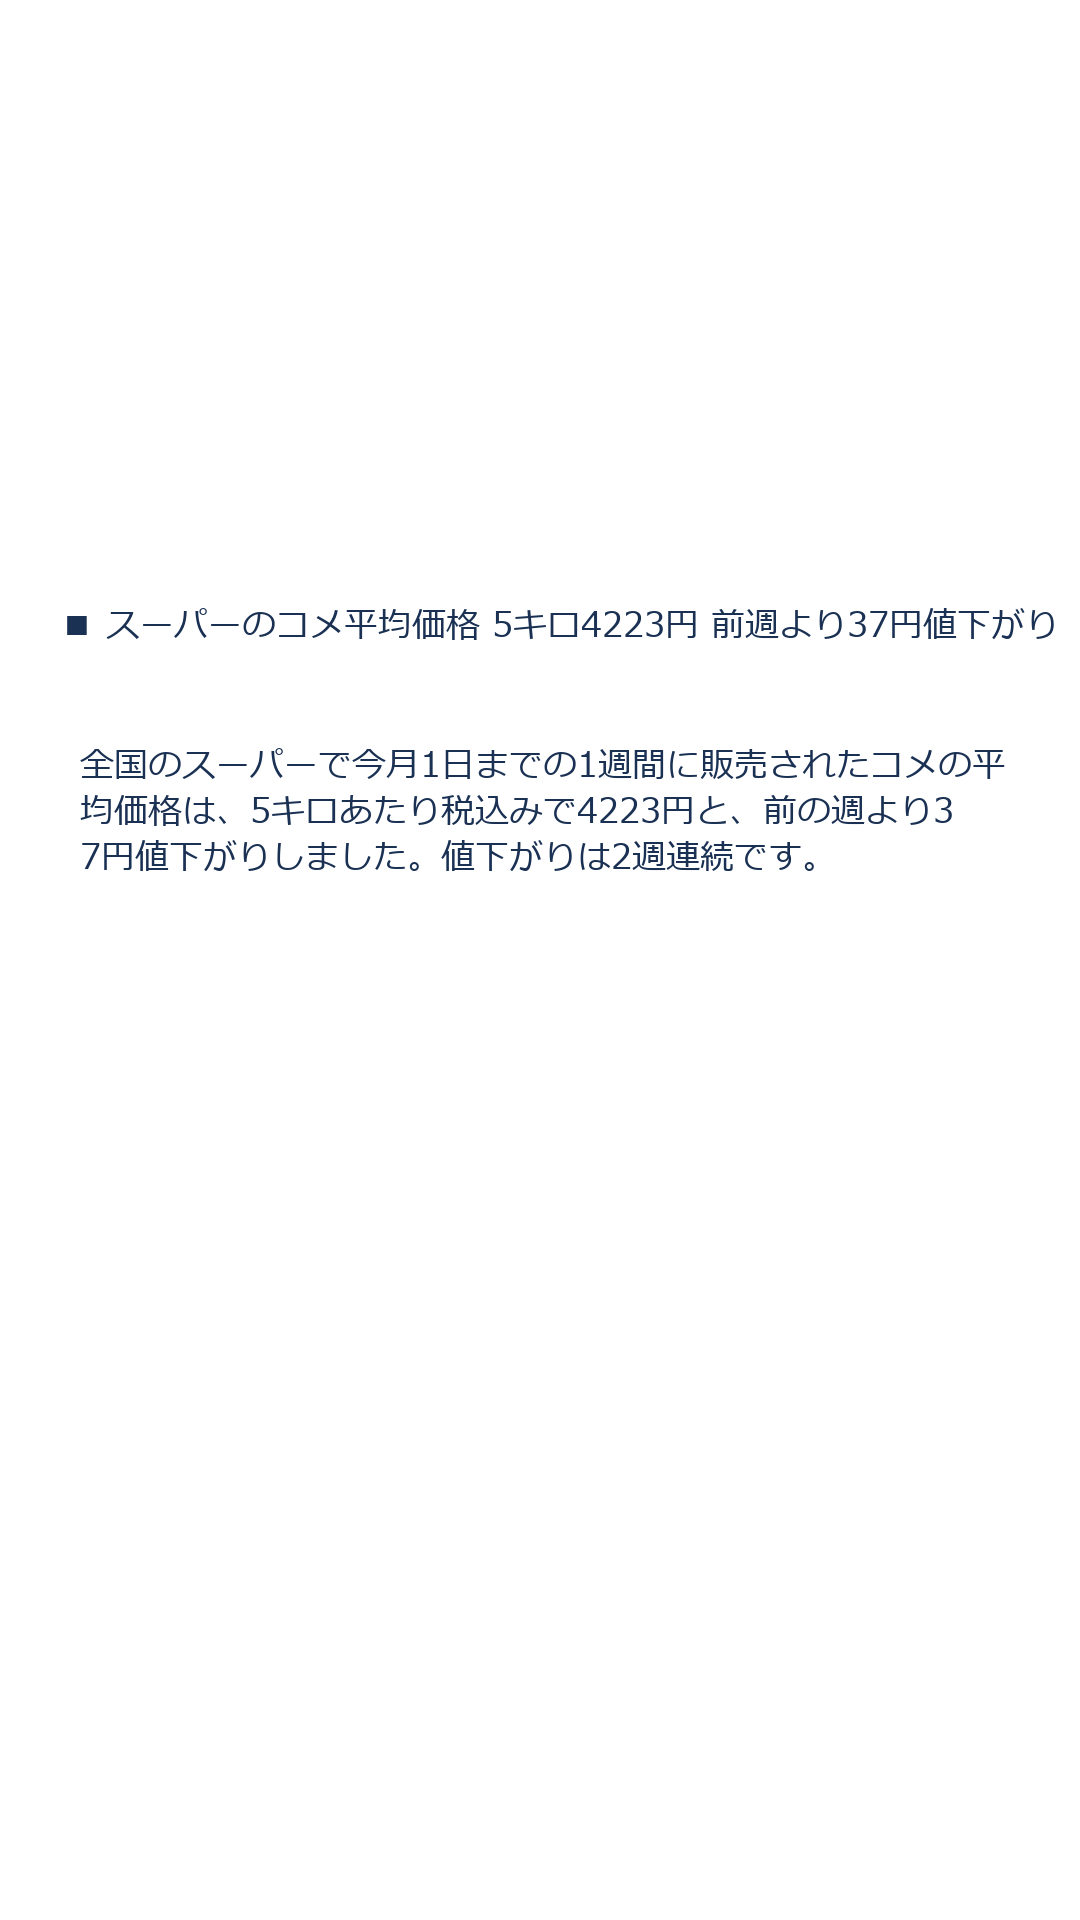 ■ スーパーのコメ平均価格 5キロ4223円 前週より37円値下がり
全国のスーパーで今月1日までの1週間に販売されたコメの平
均価格は、5キロあたり税込みで4223円と、前の週より3
7円値下がりしました。値下がりは2週連続です。